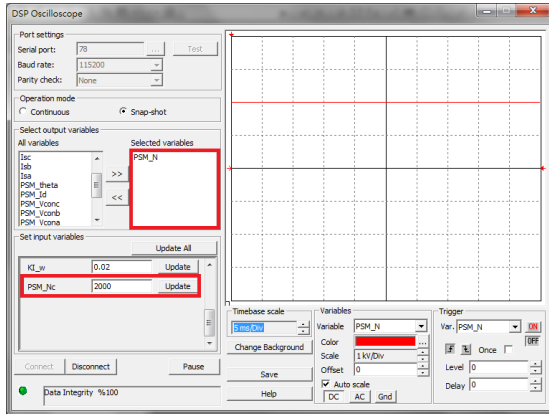 DSP Oscilloscope
Port settings
Serial port: 78 ... Test
Baud rate: 115200
Parity check: None
Operation mode
Continuous Snap-shot
Select output variables
All variables Selected variables
Isc
Isb
Isa
PSM_theta
PSM_Id
PSM_Vconc
PSM_Vconb
PSM_Vcona
>>
<<
PSM_N
Set input variables
Update All
KI_w 0.02 Update
PSM_Nc 2000 Update
Connect Disconnect Pause
Data Integrity %100
Timebase scale
5 ms/Div
Change Background
Save
Help
Variables
Variable PSM_N
Color ...
Scale 1 kV/Div
Offset 0
Auto scale
DC AC Gnd
Trigger
Var. PSM_N ON
OFF
Once
Level 0
Delay 0